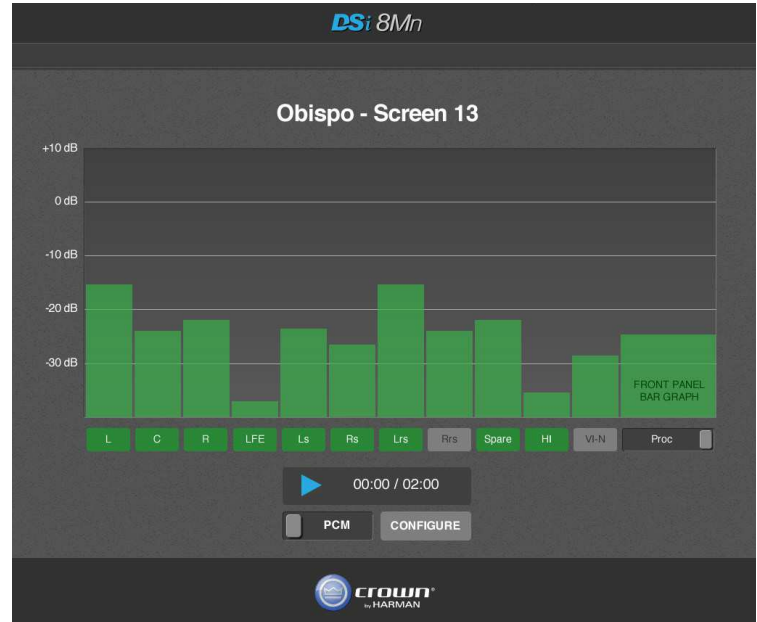 DSi 8Mn
Obispo - Screen 13
+10 dB
0 dB
-10 dB
-20 dB
-30 dB
FRONT PANEL
BAR GRAPH
L C R LFE Ls Rs Lrs Rrs Spare HI VI-N Proc
00:00 / 02:00
PCM CONFIGURE
crown®
by HARMAN